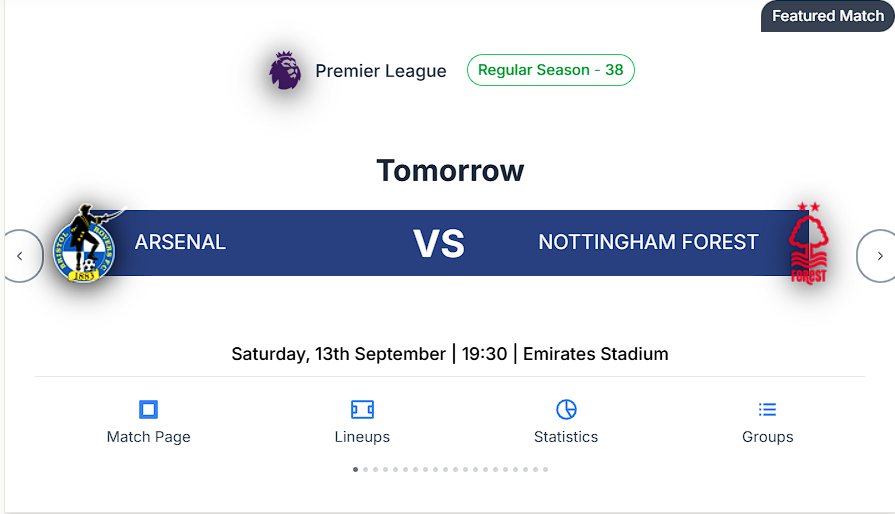 Featured Match
Premier League
Regular Season - 38
Tomorrow
BRISTOL ROVERS F.C.
1883
ARSENAL
VS
NOTTINGHAM FOREST
FOREST
Saturday, 13th September | 19:30 | Emirates Stadium
Match Page
Lineups
Statistics
Groups